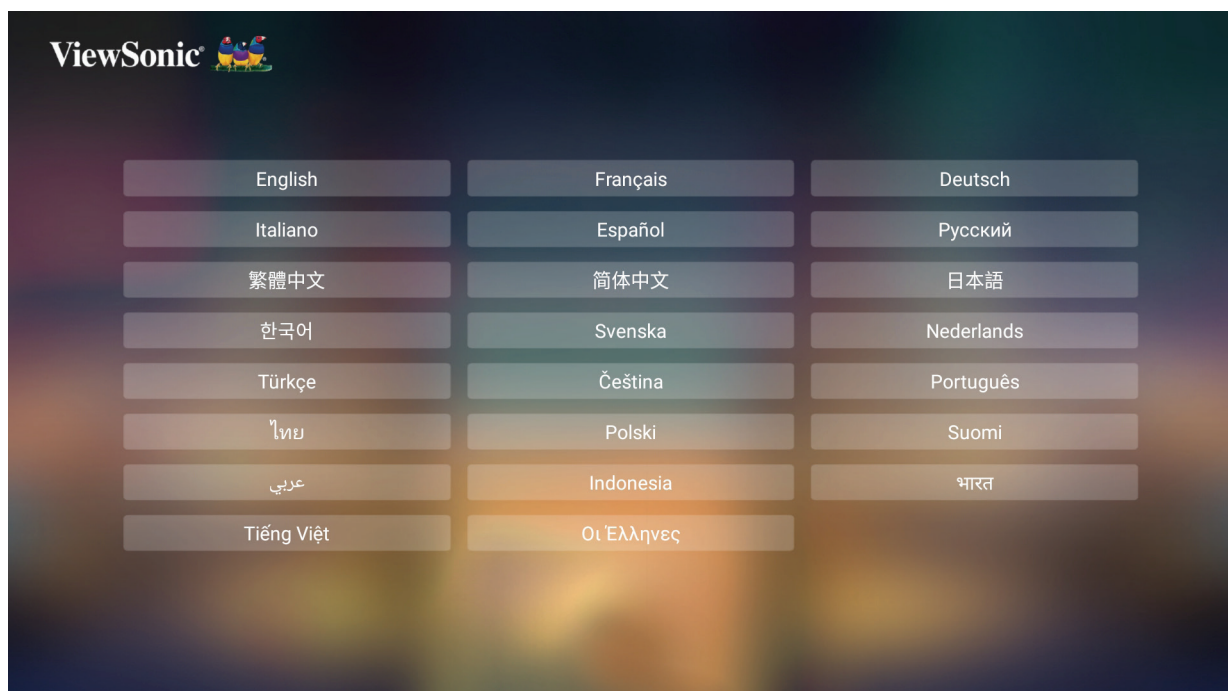 ViewSonic®
English Français Deutsch
Italiano Español Русский
繁體中文 简体中文 日本語
한국어 Svenska Nederlands
Türkçe Čeština Português
ไทย Polski Suomi
عربي Indonesia भारत
Tiếng Việt Οι Έλληνες